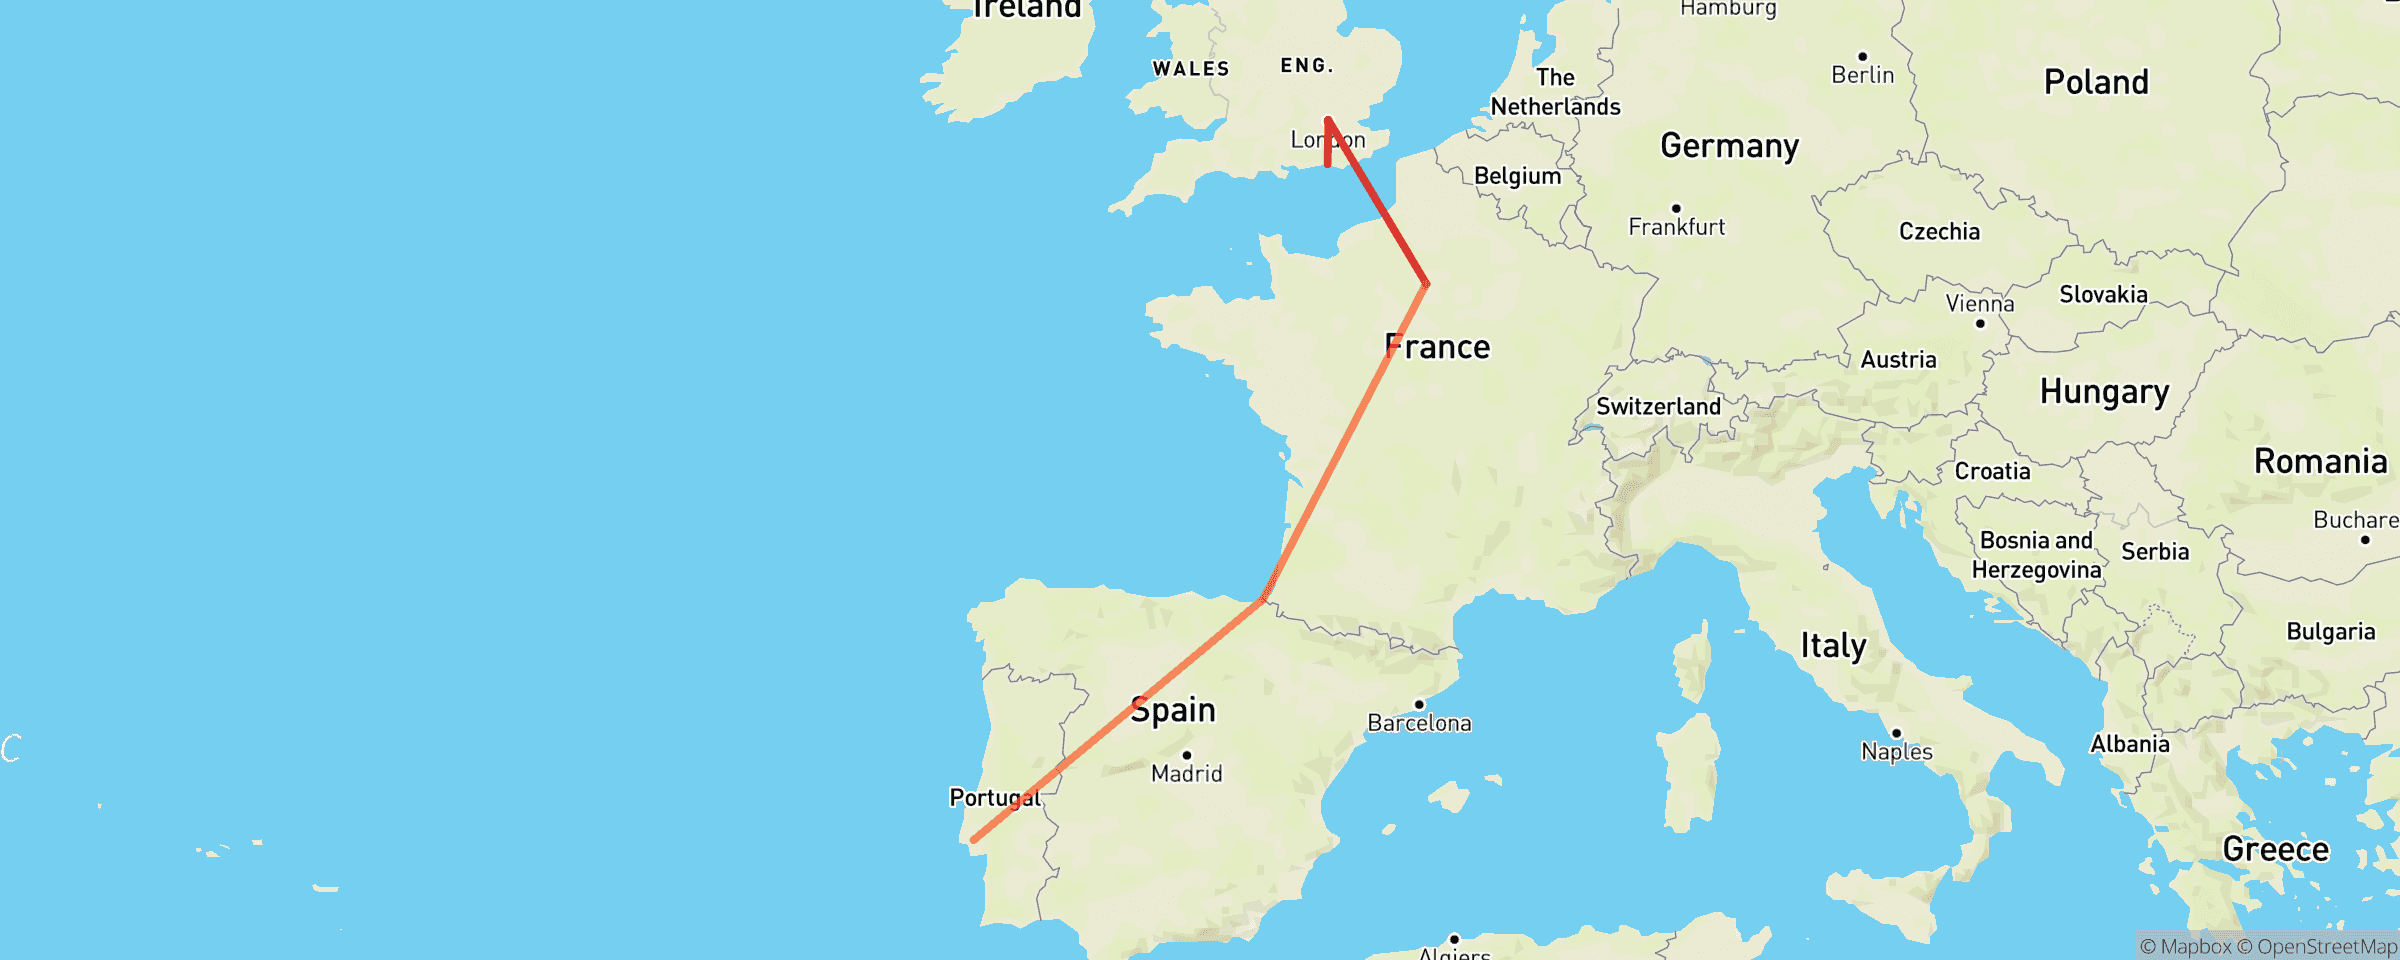 Ireland
Hamburg
WALES
ENG.
The
Netherlands
Berlin
Poland
London
Germany
Belgium
Frankfurt
Czechia
Slovakia
Vienna
France
Austria
Switzerland
Hungary
Croatia
Romania
Bosnia and
Herzegovina
Serbia
Buchare
Italy
Bulgaria
Spain
Barcelona
Madrid
Naples
Albania
Portugal
Greece
Algiers
© Mapbox © OpenStreetMap